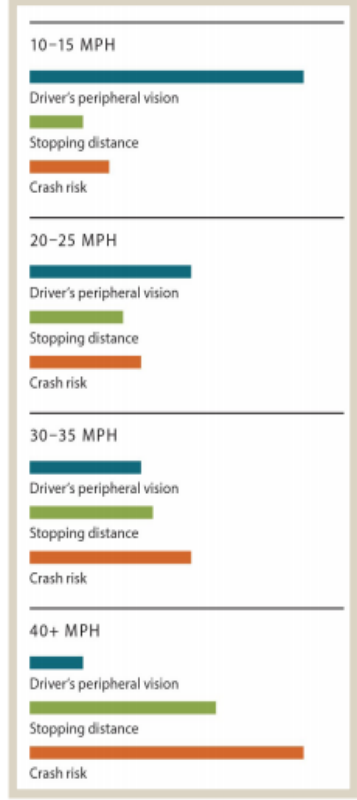 10–15 MPH
Driver's peripheral vision
Stopping distance
Crash risk
20–25 MPH
Driver's peripheral vision
Stopping distance
Crash risk
30–35 MPH
Driver's peripheral vision
Stopping distance
Crash risk
40+ MPH
Driver's peripheral vision
Stopping distance
Crash risk